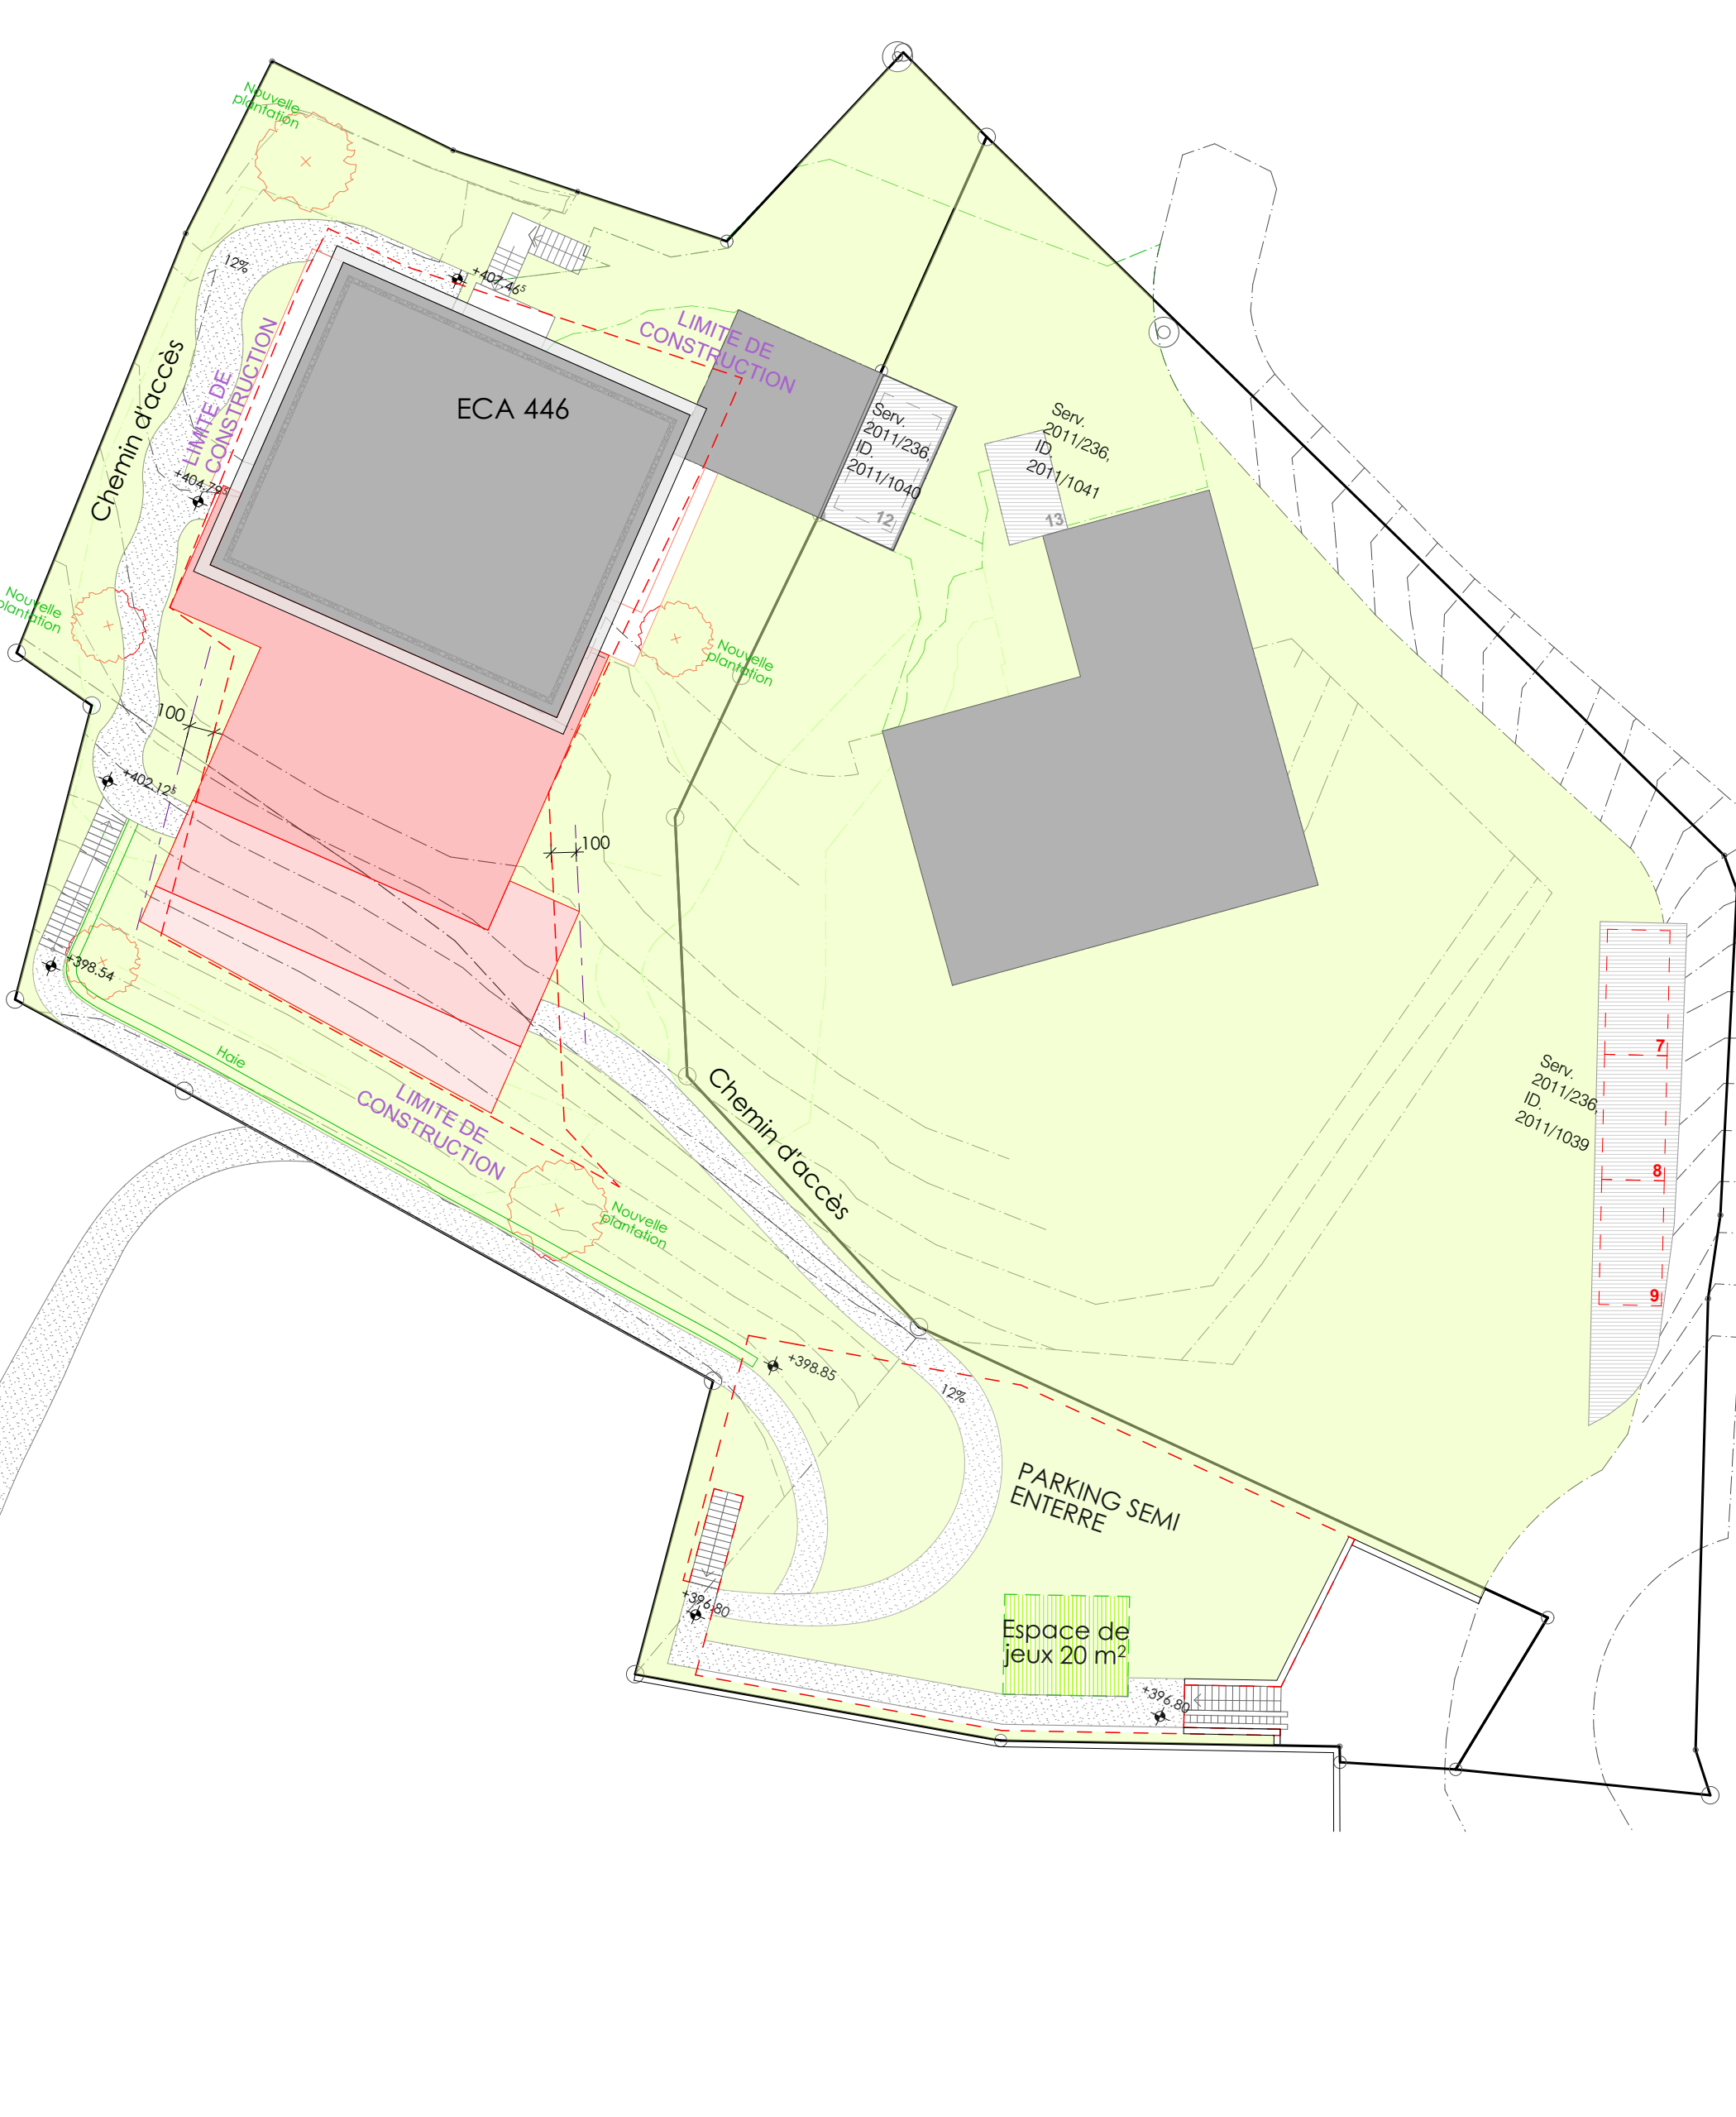 Nouvelle
plantation
12%
+407.46⁵
LIMITE DE
CONSTRUCTION
LIMITE DE
CONSTRUCTION
Chemin d'accès
ECA 446
Serv.
2011/236,
ID.
2011/1040
12
Serv.
2011/236,
ID.
2011/1041
13
+404.79⁵
Nouvelle
plantation
Nouvelle
plantation
100
+402.12⁵
100
+398.54
Haie
LIMITE DE
CONSTRUCTION
Chemin d'accès
Nouvelle
plantation
7
Serv.
2011/236,
ID.
2011/1039
8
9
+398.85
12%
PARKING SEMI
ENTERRE
+396.80
Espace de
jeux 20 m²
+396.80